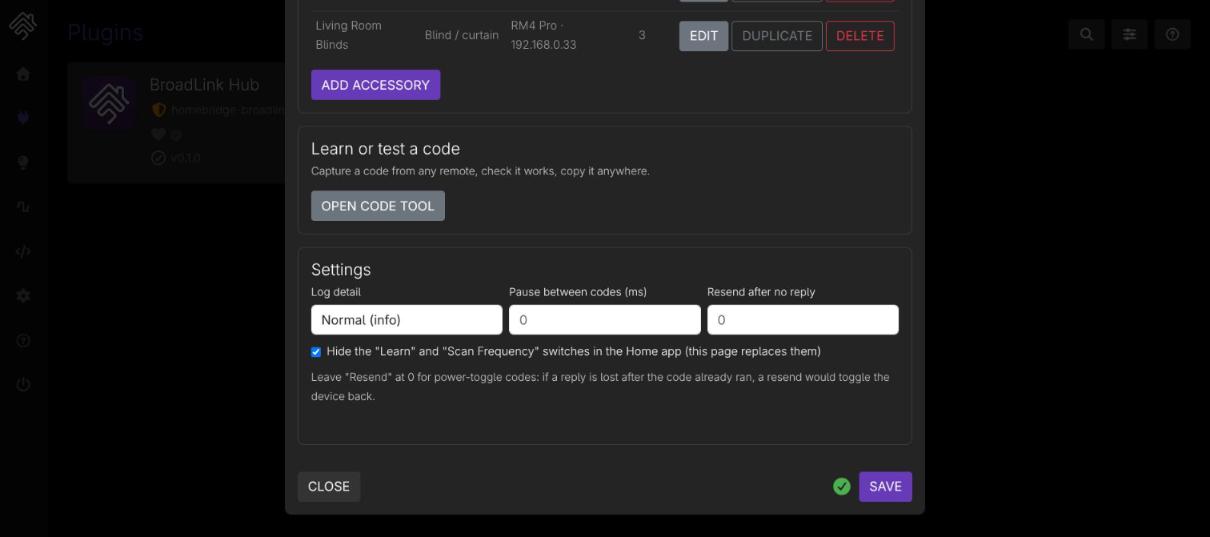 Plugins
BroadLink Hub
homebridge-broadlin
v0.1.0
Living Room
Blinds
Blind / curtain
RM4 Pro ·
192.168.0.33
3
EDIT
DUPLICATE
DELETE
ADD ACCESSORY
Learn or test a code
Capture a code from any remote, check it works, copy it anywhere.
OPEN CODE TOOL
Settings
Log detail
Pause between codes (ms)
Resend after no reply
Normal (info)
0
0
Hide the "Learn" and "Scan Frequency" switches in the Home app (this page replaces them)
Leave "Resend" at 0 for power-toggle codes: if a reply is lost after the code already ran, a resend would toggle the
device back.
CLOSE
SAVE